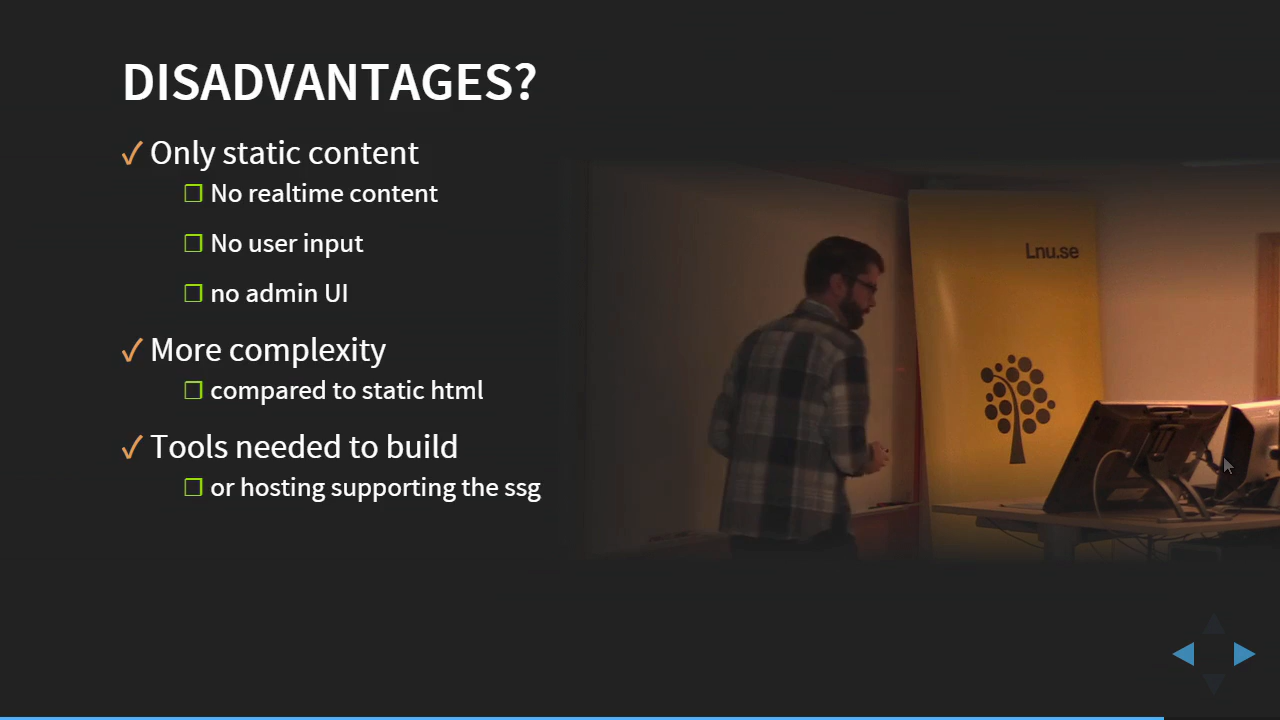 DISADVANTAGES?
✓ Only static content
❐ No realtime content
❐ No user input
❐ no admin UI
✓ More complexity
❐ compared to static html
✓ Tools needed to build
❐ or hosting supporting the ssg
Lnu.se